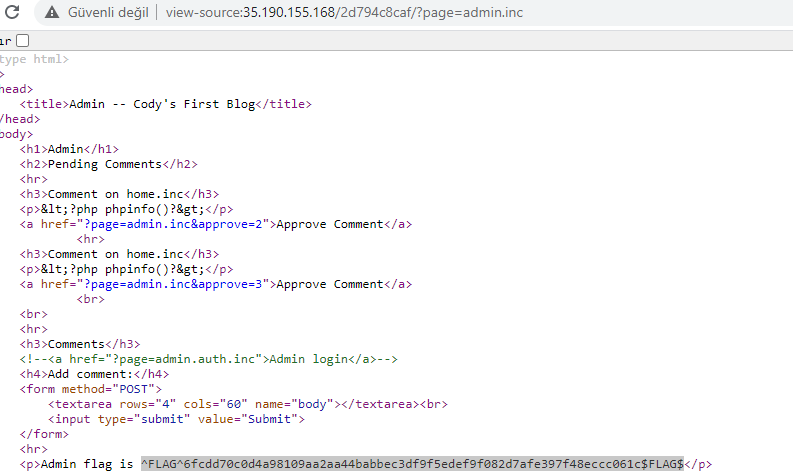 Güvenli değil | view-source:35.190.155.168/2d794c8caf/?page=admin.inc
ır
type html>
>
head>
<title>Admin -- Cody's First Blog</title>
/head>
body>
<h1>Admin</h1>
<h2>Pending Comments</h2>
<hr>
<h3>Comment on home.inc</h3>
<p>&lt;?php phpinfo()?&gt;</p>
<a href="?page=admin.inc&approve=2">Approve Comment</a>
<hr>
<h3>Comment on home.inc</h3>
<p>&lt;?php phpinfo()?&gt;</p>
<a href="?page=admin.inc&approve=3">Approve Comment</a>
<br>
<br>
<hr>
<h3>Comments</h3>
<!--<a href="?page=admin.auth.inc">Admin login</a>-->
<h4>Add comment:</h4>
<form method="POST">
<textarea rows="4" cols="60" name="body"></textarea><br>
<input type="submit" value="Submit">
</form>
<hr>
<p>Admin flag is ^FLAG^6fcdd70c0d4a98109aa2aa44babbec3df9f5edef9f082d7afe397f48eccc061c$FLAG$</p>